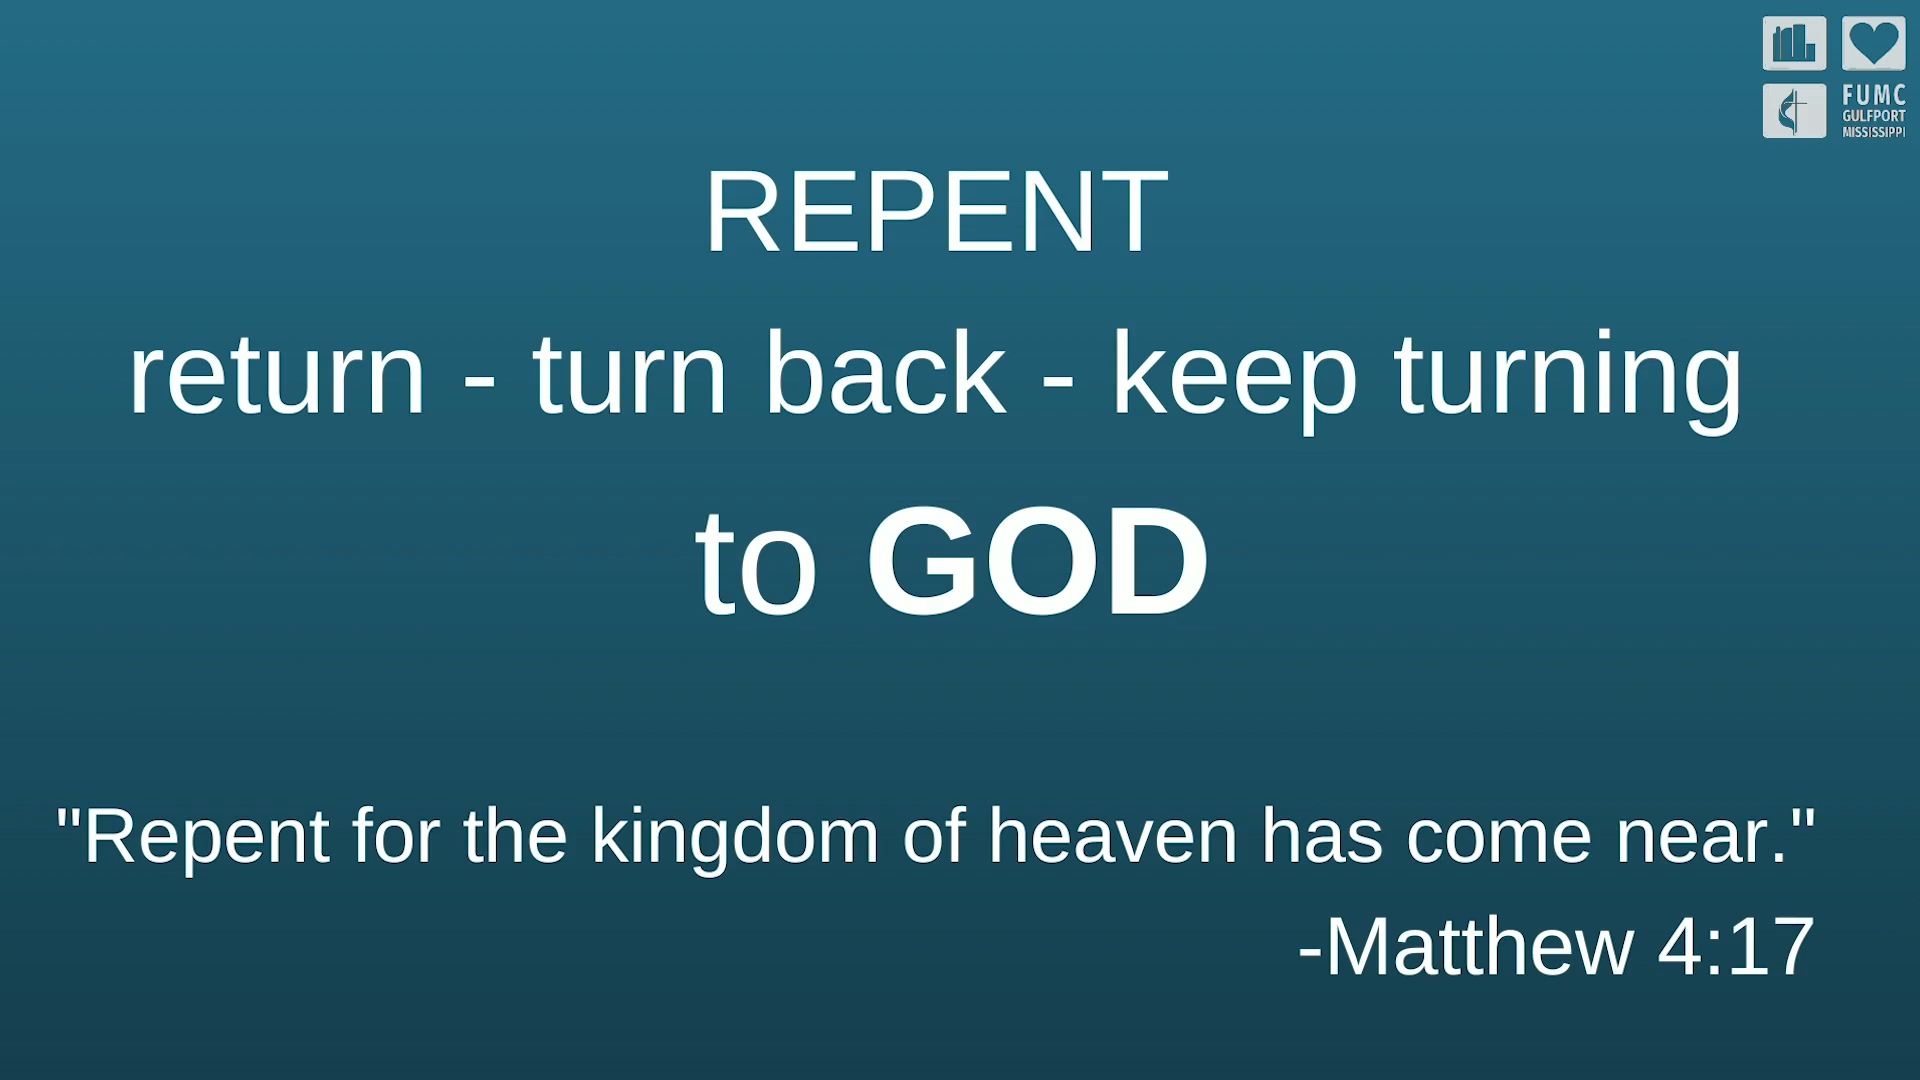 FUMC
GULFPORT
MISSISSIPPI
REPENT
return - turn back - keep turning
to GOD
"Repent for the kingdom of heaven has come near."
-Matthew 4:17